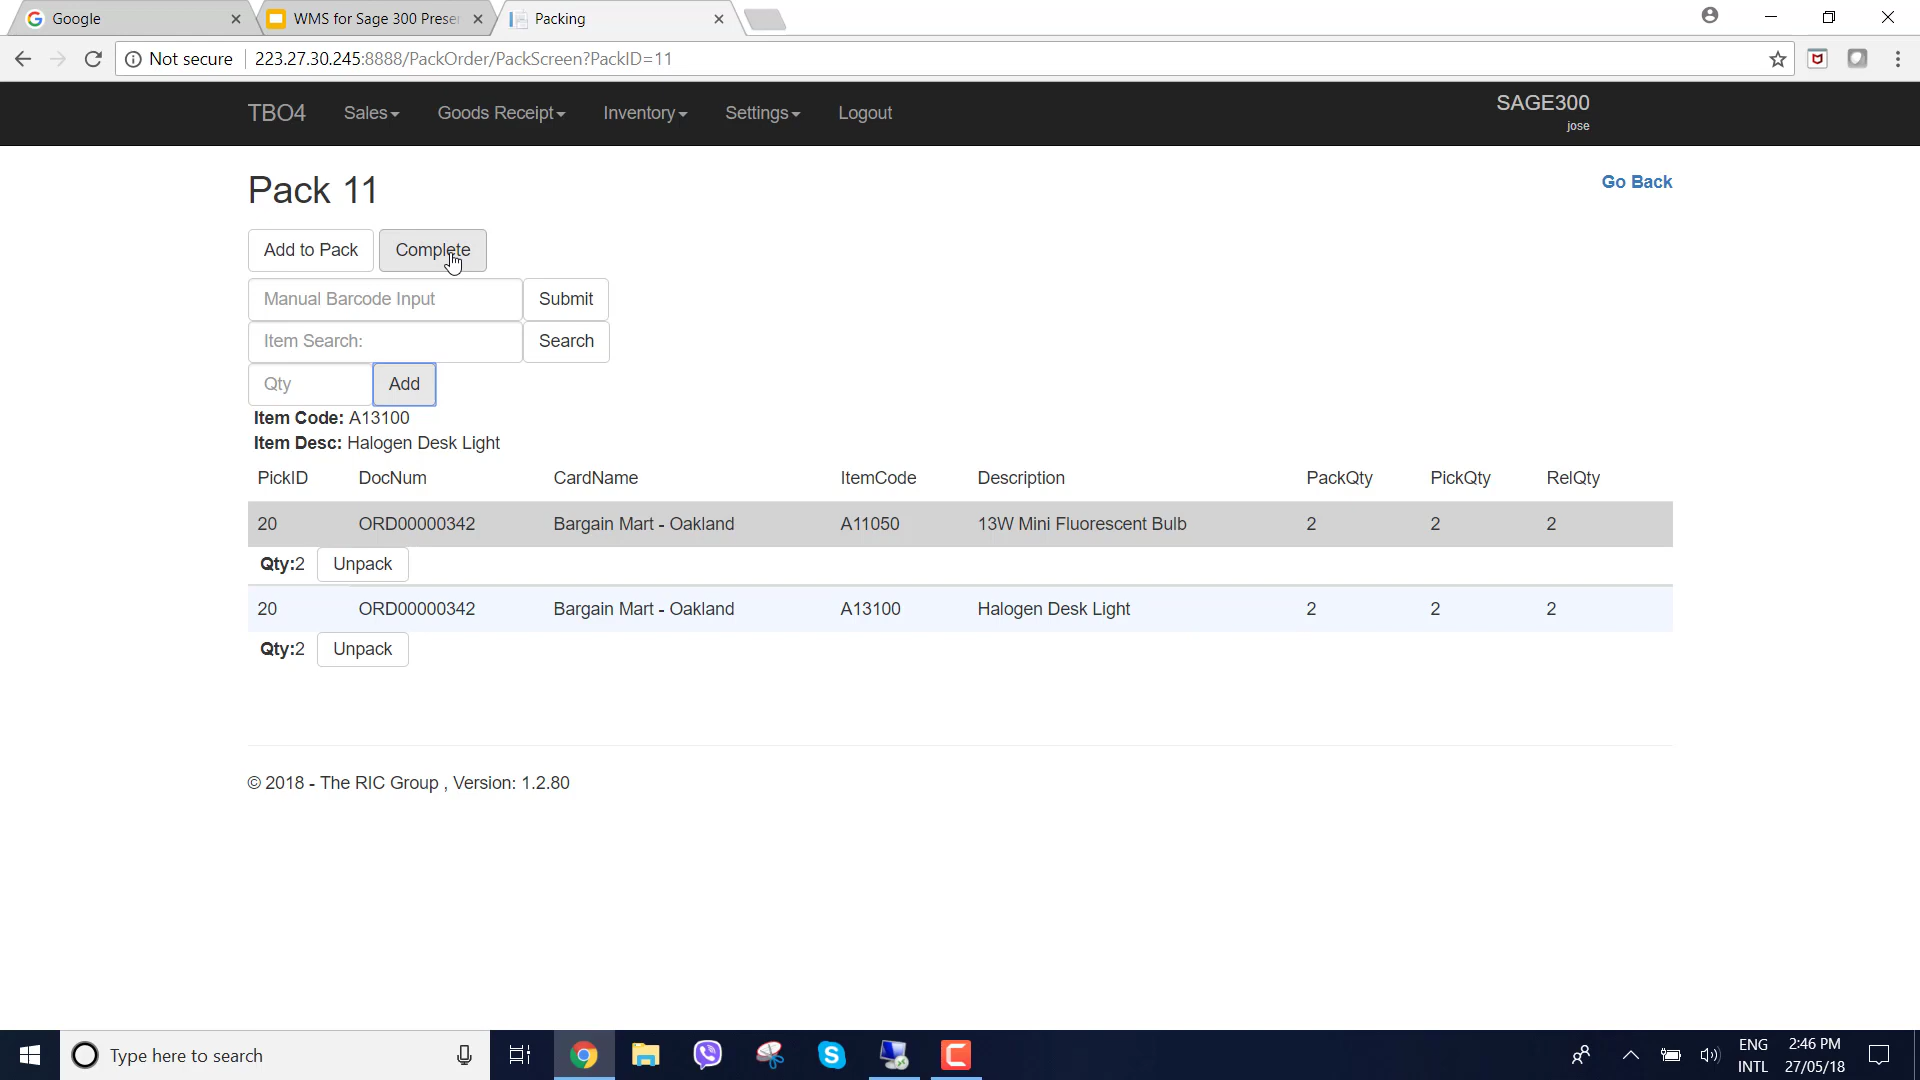 Google
WMS for Sage 300 Prese
Packing
Not secure 223.27.30.245:8888/PackOrder/PackScreen?PackID=11
TBO4 Sales Goods Receipt Inventory Settings Logout SAGE300
jose
Pack 11 Go Back
Add to Pack Complete
Manual Barcode Input Submit
Item Search: Search
Qty Add
Item Code: A13100
Item Desc: Halogen Desk Light
PickID DocNum CardName ItemCode Description PackQty PickQty RelQty
20 ORD00000342 Bargain Mart - Oakland A11050 13W Mini Fluorescent Bulb 2 2 2
Qty:2 Unpack
20 ORD00000342 Bargain Mart - Oakland A13100 Halogen Desk Light 2 2 2
Qty:2 Unpack
© 2018 - The RIC Group , Version: 1.2.80
Type here to search
ENG 2:46 PM
INTL 27/05/18